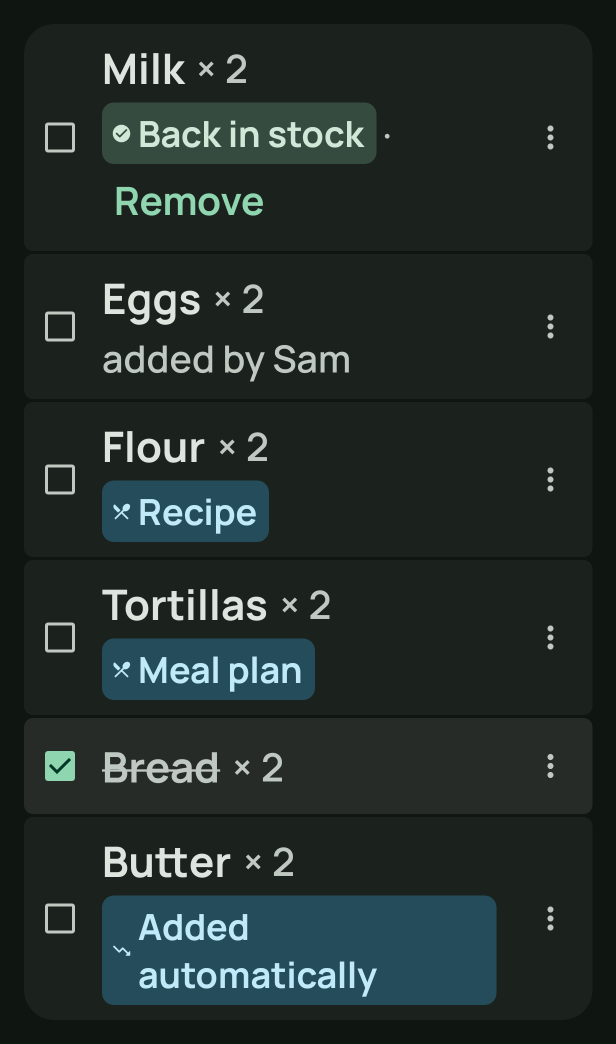 Milk × 2
Back in stock ·
Remove
Eggs × 2
added by Sam
Flour × 2
Recipe
Tortillas × 2
Meal plan
Bread × 2
Butter × 2
Added
automatically